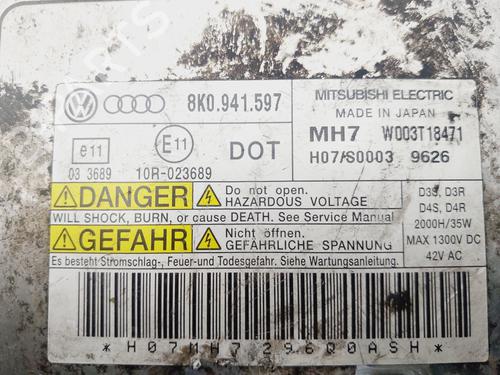 8K0.941.597
MITSUBISHI ELECTRIC
MADE IN JAPAN
e11
E11
DOT
MH7 W003T18471
03 3689
10R-023689
H07/S0003 9626
DANGER
Do not open.
HAZARDOUS VOLTAGE
WILL SHOCK, BURN, or cause DEATH. See Service Manual
GEFAHR
Nicht öffnen.
GEFÄHRLICHE SPANNUNG
Es besteht Stromschlag-, Feuer-und Todesgefahr. Siehe Wartungsanleitung.
D3S, D3R
D4S, D4R
2000H/35W
MAX 1300V DC
42V AC
*H07MH7296Q0ASH*